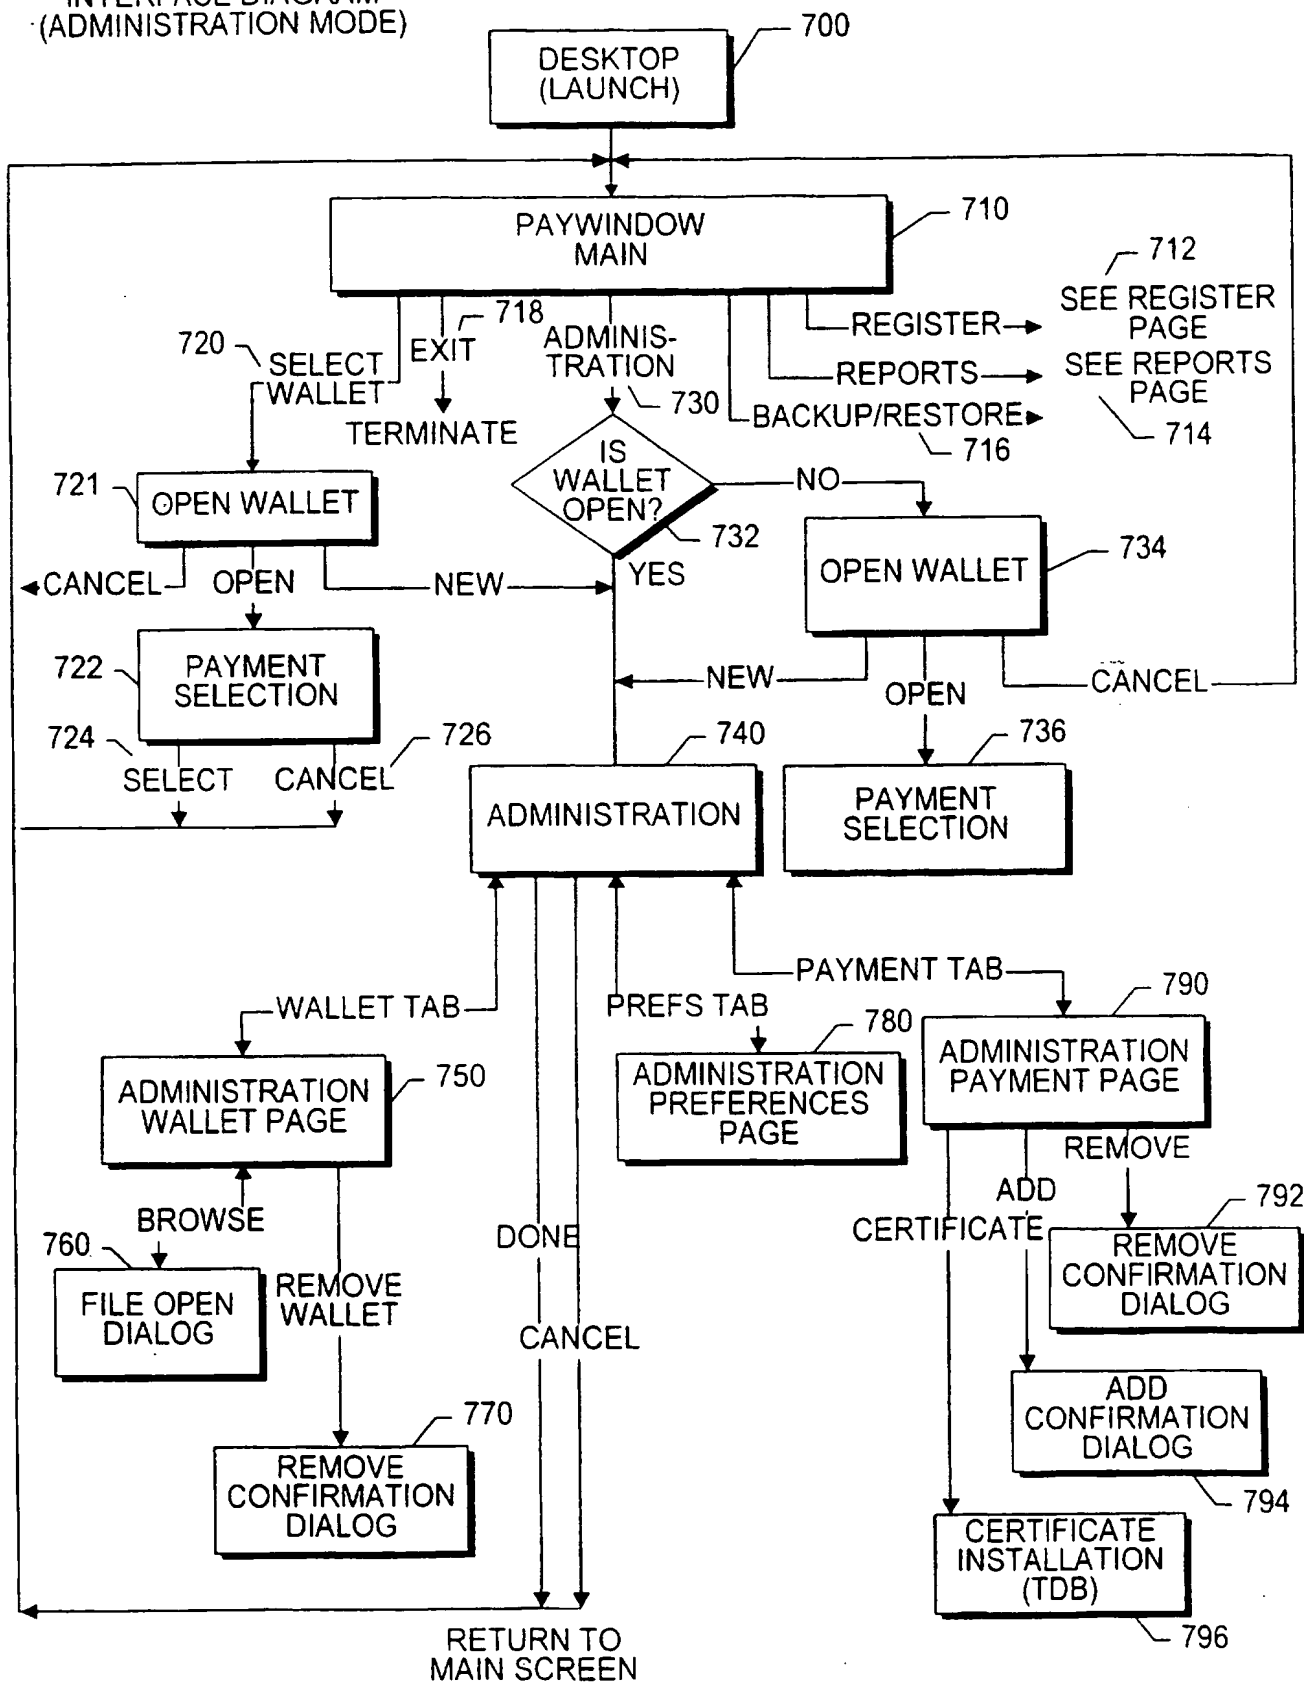 INTERFACE DIAGRAM
(ADMINISTRATION MODE)
DESKTOP
(LAUNCH)
700
PAYWINDOW
MAIN
710
712
SEE REGISTER
PAGE
REGISTER
SEE REPORTS
PAGE
REPORTS
714
BACKUP/RESTORE
716
718
EXIT
TERMINATE
720
SELECT
WALLET
ADMINIS-
TRATION
730
IS
WALLET
OPEN?
732
NO
YES
721
OPEN WALLET
CANCEL
OPEN
NEW
734
OPEN WALLET
NEW
OPEN
CANCEL
722
PAYMENT
SELECTION
724
SELECT
726
CANCEL
740
ADMINISTRATION
736
PAYMENT
SELECTION
WALLET TAB
PREFS TAB
PAYMENT TAB
750
ADMINISTRATION
WALLET PAGE
780
ADMINISTRATION
PREFERENCES
PAGE
790
ADMINISTRATION
PAYMENT PAGE
REMOVE
ADD
CERTIFICATE
BROWSE
760
FILE OPEN
DIALOG
REMOVE
WALLET
DONE
CANCEL
792
REMOVE
CONFIRMATION
DIALOG
770
REMOVE
CONFIRMATION
DIALOG
ADD
CONFIRMATION
DIALOG
794
CERTIFICATE
INSTALLATION
(TDB)
796
RETURN TO
MAIN SCREEN